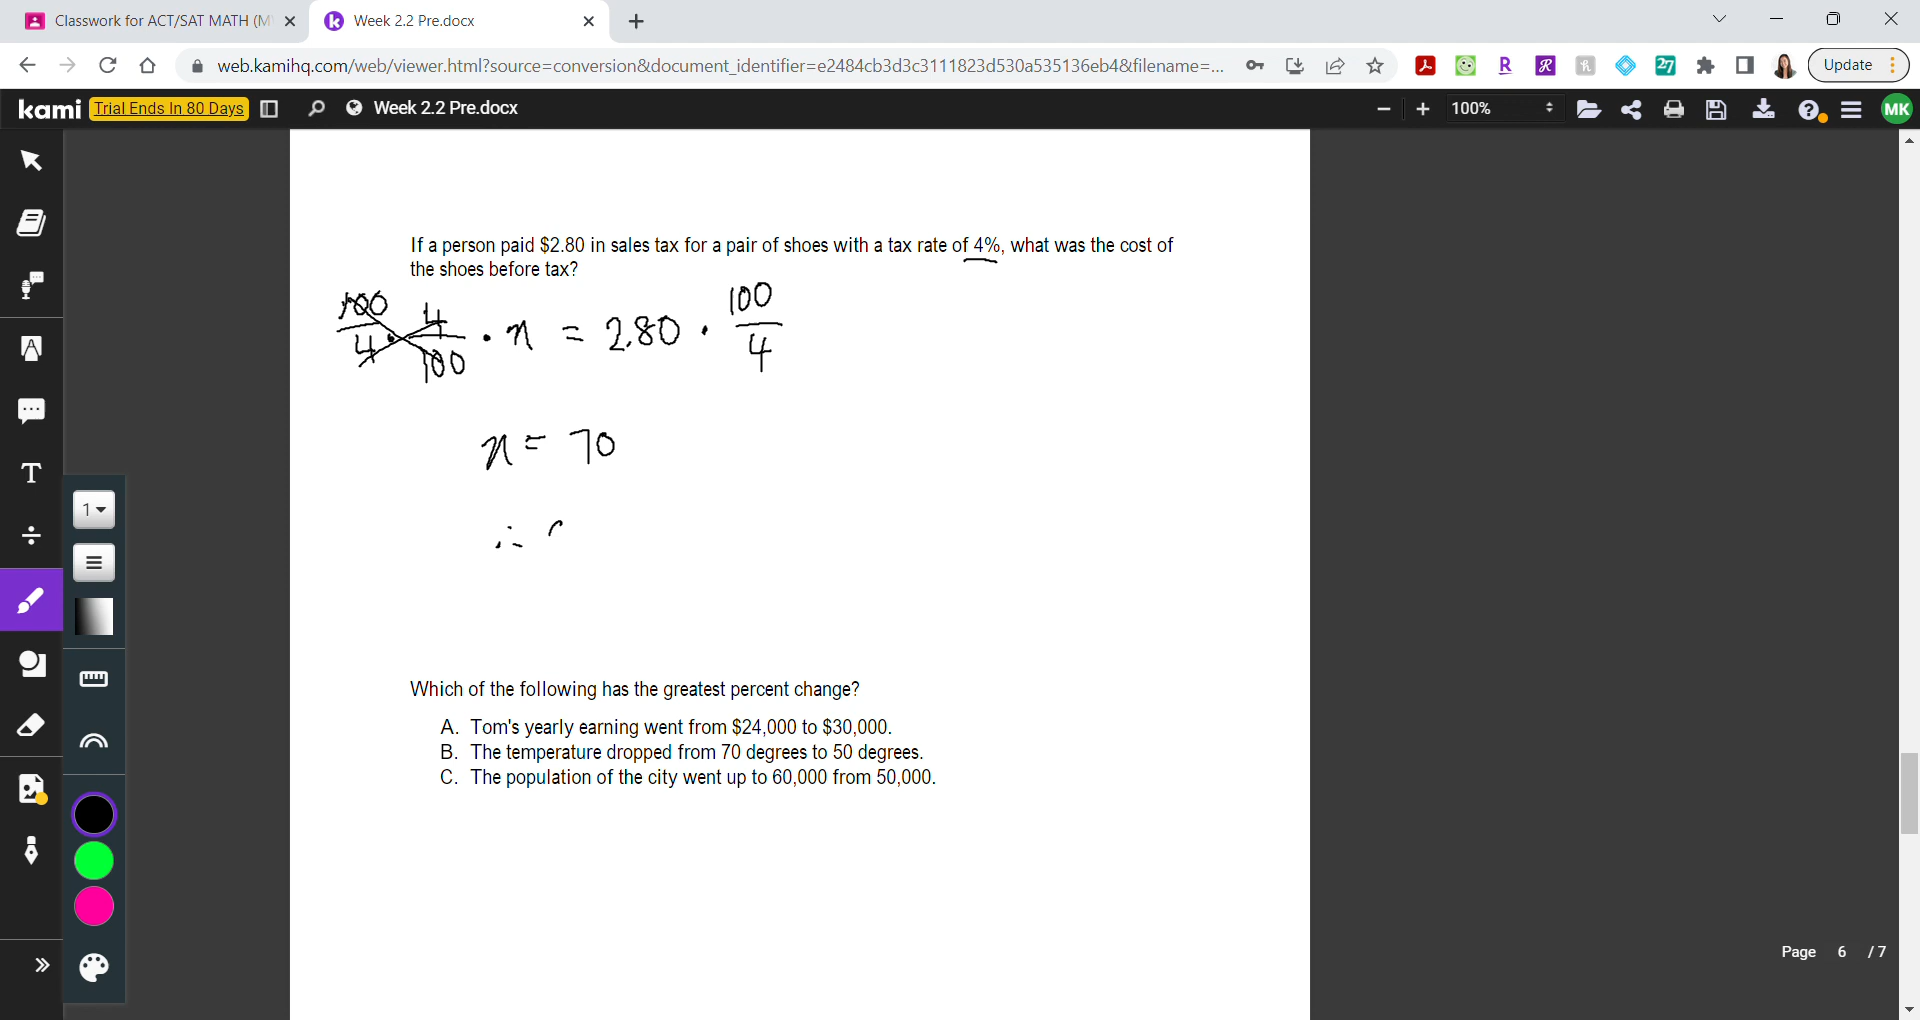 Classwork for ACT/SAT MATH (M
Week 2.2 Pre.docx
web.kamihq.com/web/viewer.html?source=conversion&document_identifier=e2484cb3d3c3111823d530a535136eb4&filename=...
Update
kami Trial Ends In 80 Days
Week 2.2 Pre.docx
100%
MK
If a person paid $2.80 in sales tax for a pair of shoes with a tax rate of 4%, what was the cost of
the shoes before tax?
100/4 · 4/100 · x = 2.80 · 100/4
x = 70
∴
1
Which of the following has the greatest percent change?
A. Tom's yearly earning went from $24,000 to $30,000.
B. The temperature dropped from 70 degrees to 50 degrees.
C. The population of the city went up to 60,000 from 50,000.
Page 6 / 7